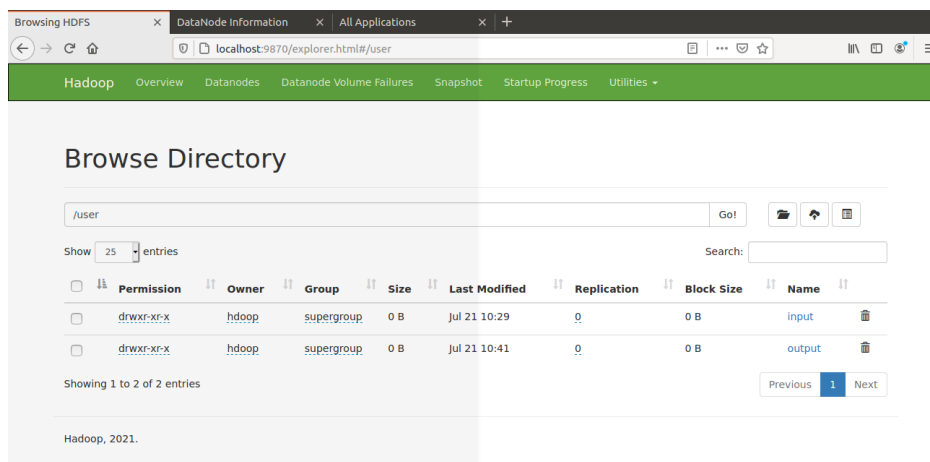 Browsing HDFS × DataNode Information × All Applications × +
localhost:9870/explorer.html#/user
Hadoop Overview Datanodes Datanode Volume Failures Snapshot Startup Progress Utilities
Browse Directory
/user Go!
Show 25 entries Search:
Permission Owner Group Size Last Modified Replication Block Size Name
drwxr-xr-x hdoop supergroup 0 B Jul 21 10:29 0 0 B input
drwxr-xr-x hdoop supergroup 0 B Jul 21 10:41 0 0 B output
Showing 1 to 2 of 2 entries Previous 1 Next
Hadoop, 2021.